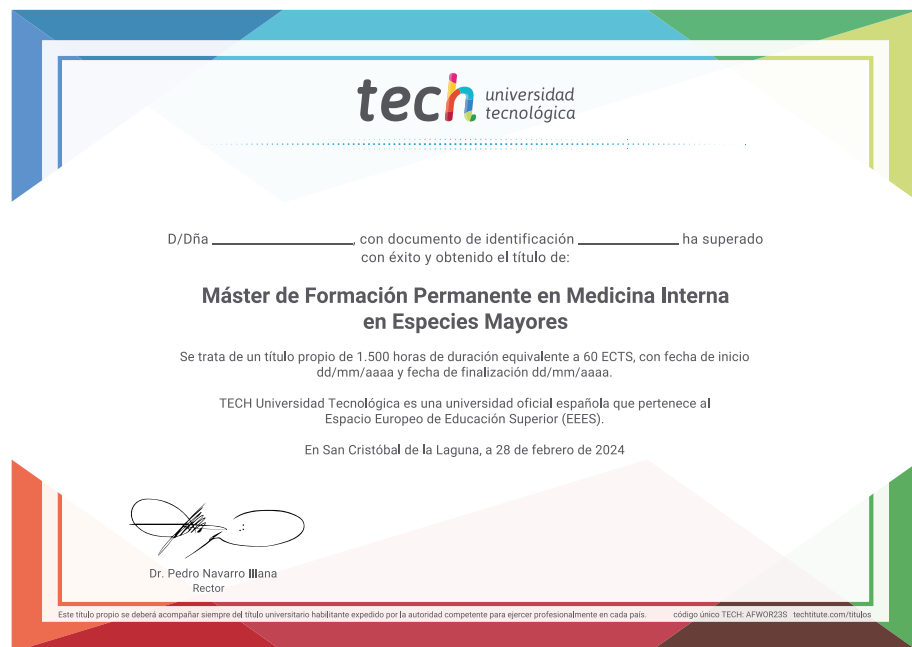 tech universidad
tecnológica
D/Dña ______________, con documento de identificación ____________ ha superado
con éxito y obtenido el título de:
Máster de Formación Permanente en Medicina Interna
en Especies Mayores
Se trata de un título propio de 1.500 horas de duración equivalente a 60 ECTS, con fecha de inicio
dd/mm/aaaa y fecha de finalización dd/mm/aaaa.
TECH Universidad Tecnológica es una universidad oficial española que pertenece al
Espacio Europeo de Educación Superior (EEES).
En San Cristóbal de la Laguna, a 28 de febrero de 2024
Dr. Pedro Navarro Illana
Rector
Este título propio se deberá acompañar siempre del título universitario habilitante expedido por la autoridad competente para ejercer profesionalmente en cada país. código único TECH: AFWOR23S techtitute.com/titulos